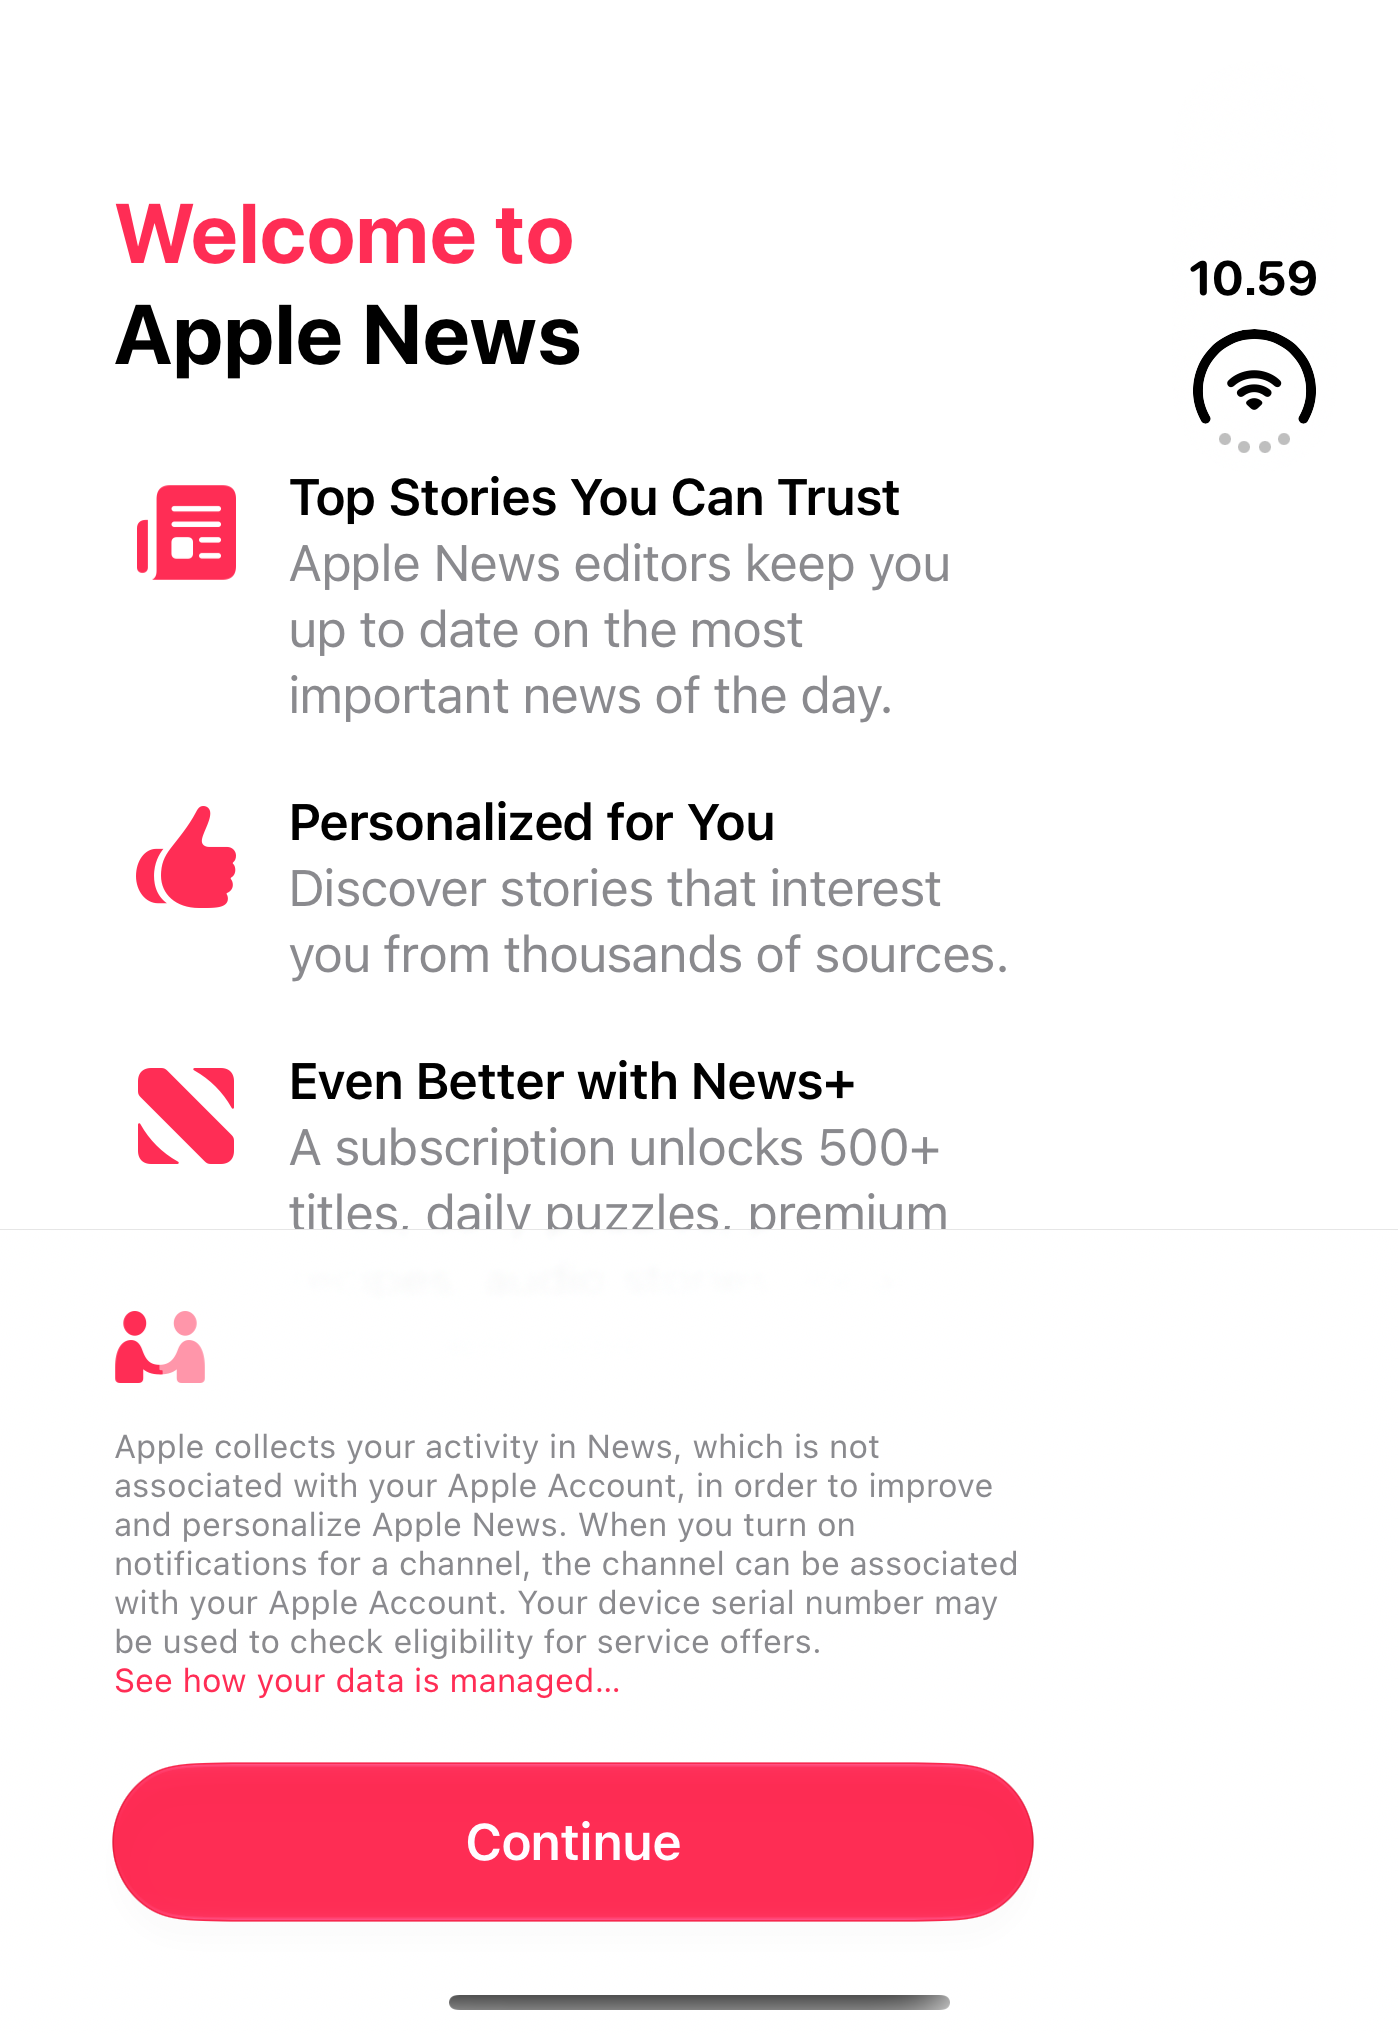 Welcome to
Apple News
10.59
Top Stories You Can Trust
Apple News editors keep you
up to date on the most
important news of the day.
Personalized for You
Discover stories that interest
you from thousands of sources.
Even Better with News+
A subscription unlocks 500+
titles, daily puzzles, premium
Apple collects your activity in News, which is not
associated with your Apple Account, in order to improve
and personalize Apple News. When you turn on
notifications for a channel, the channel can be associated
with your Apple Account. Your device serial number may
be used to check eligibility for service offers.
See how your data is managed...
Continue